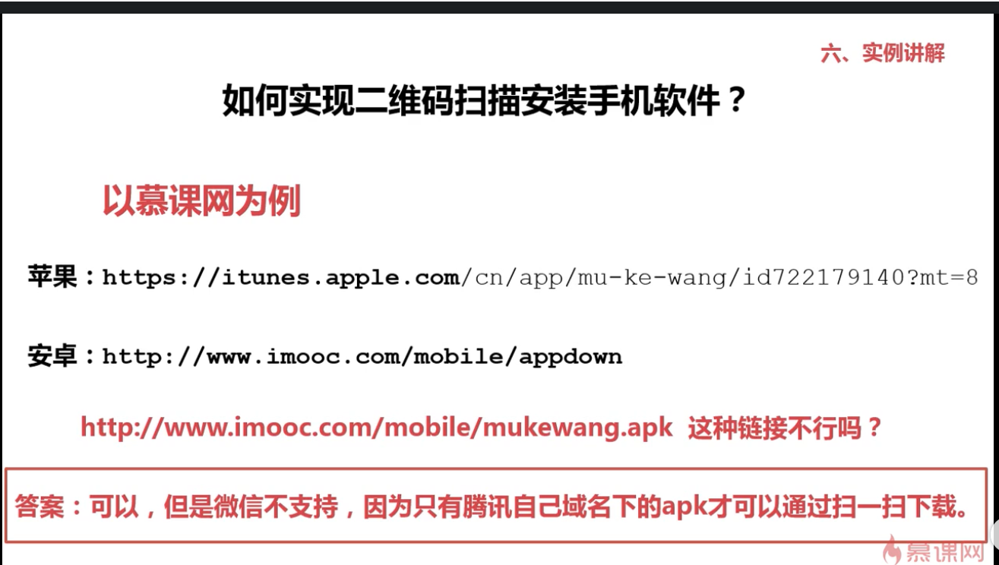 六、实例讲解
如何实现二维码扫描安装手机软件？
以慕课网为例
苹果：https://itunes.apple.com/cn/app/mu-ke-wang/id722179140?mt=8
安卓：http://www.imooc.com/mobile/appdown
http://www.imooc.com/mobile/mukewang.apk 这种链接不行吗？
答案：可以，但是微信不支持，因为只有腾讯自己域名下的apk才可以通过扫一扫下载。
慕课网